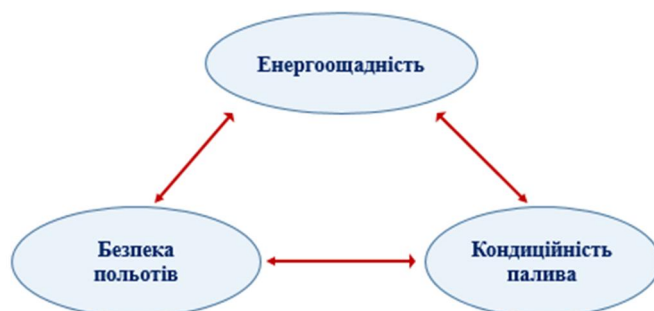 Енергоощадність
Безпека
польотів
Кондиційність
палива